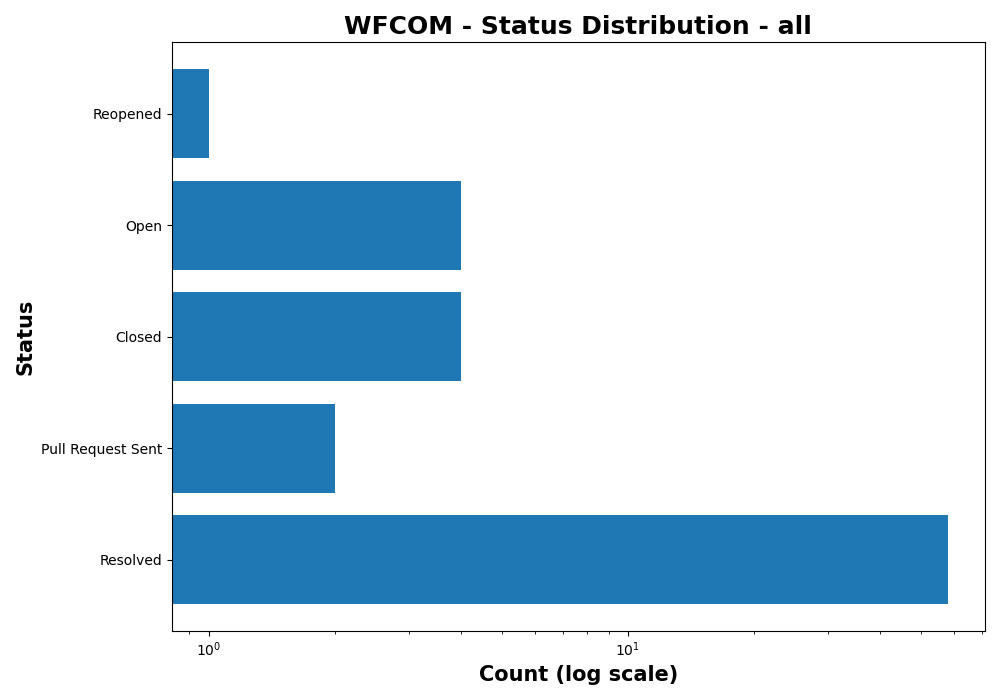 WFCOM - Status Distribution - all
Reopened
Open
Closed
Pull Request Sent
Resolved
Status
10⁰ 10¹
Count (log scale)